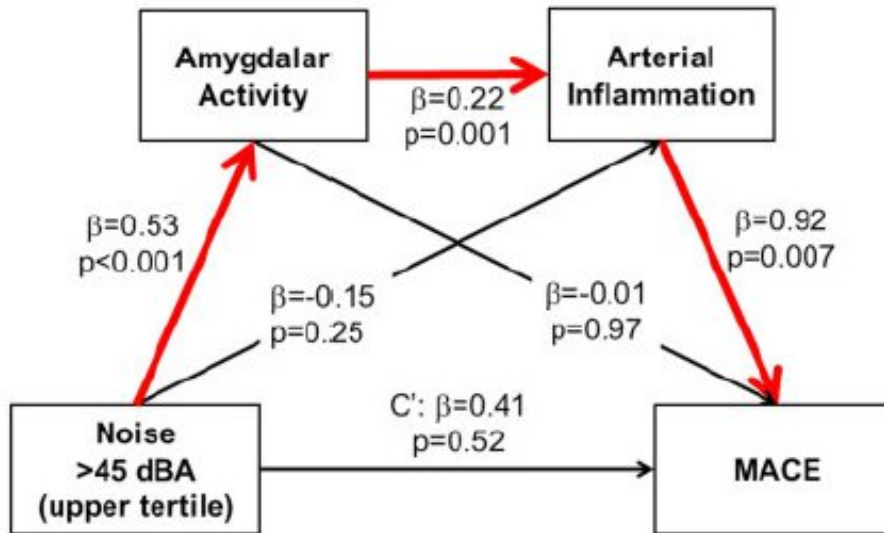 Amygdalar
Activity
Arterial
Inflammation
β=0.22
p=0.001
β=0.53
p<0.001
β=0.92
p=0.007
β=-0.15
p=0.25
β=-0.01
p=0.97
C': β=0.41
p=0.52
Noise
>45 dBA
(upper tertile)
MACE